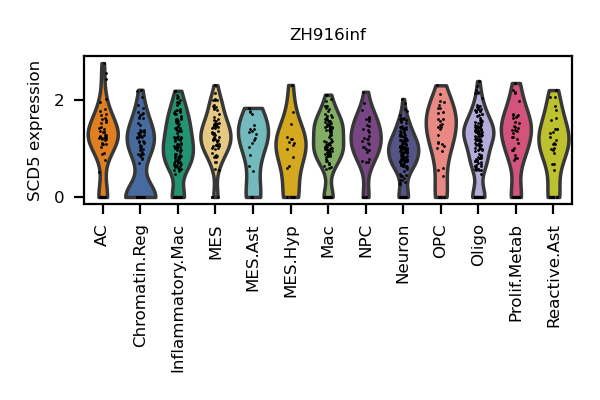 ZH916inf
SCD5 expression
2
0
AC
Chromatin.Reg
Inflammatory.Mac
MES
MES.Ast
MES.Hyp
Mac
NPC
Neuron
OPC
Oligo
Prolif.Metab
Reactive.Ast